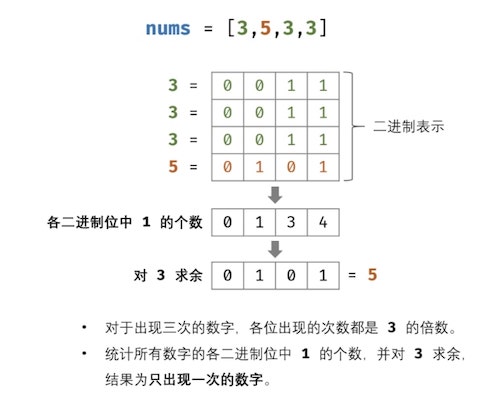 nums = [3,5,3,3]
3 = 0 0 1 1
3 = 0 0 1 1
3 = 0 0 1 1
5 = 0 1 0 1
二进制表示
各二进制位中 1 的个数 0 1 3 4
对 3 求余 0 1 0 1 = 5
• 对于出现三次的数字，各位出现的次数都是 3 的倍数。
• 统计所有数字的各二进制位中 1 的个数，并对 3 求余，
结果为只出现一次的数字。